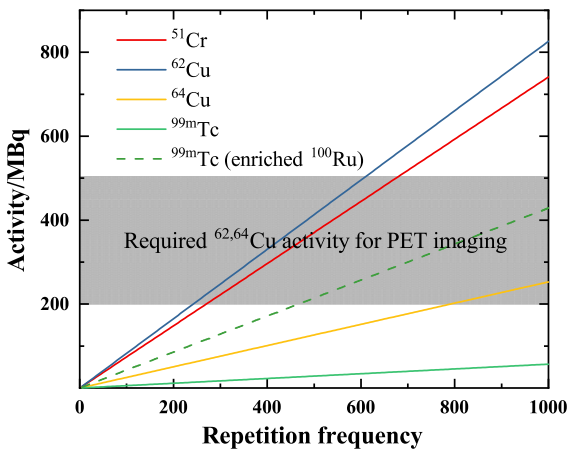 Activity/MBq
800
600
400
200
⁵¹Cr
⁶²Cu
⁶⁴Cu
⁹⁹ᵐTc
⁹⁹ᵐTc (enriched ¹⁰⁰Ru)
Required ⁶²,⁶⁴Cu activity for PET imaging
0 200 400 600 800 1000
Repetition frequency